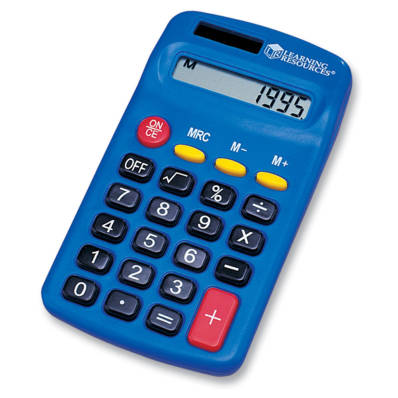 LEARNING
RESOURCES®
M
1995
ON/CE
MRC M- M+
OFF √ % ÷
7 8 9 X
4 5 6 −
1 2 3 +
0 · =